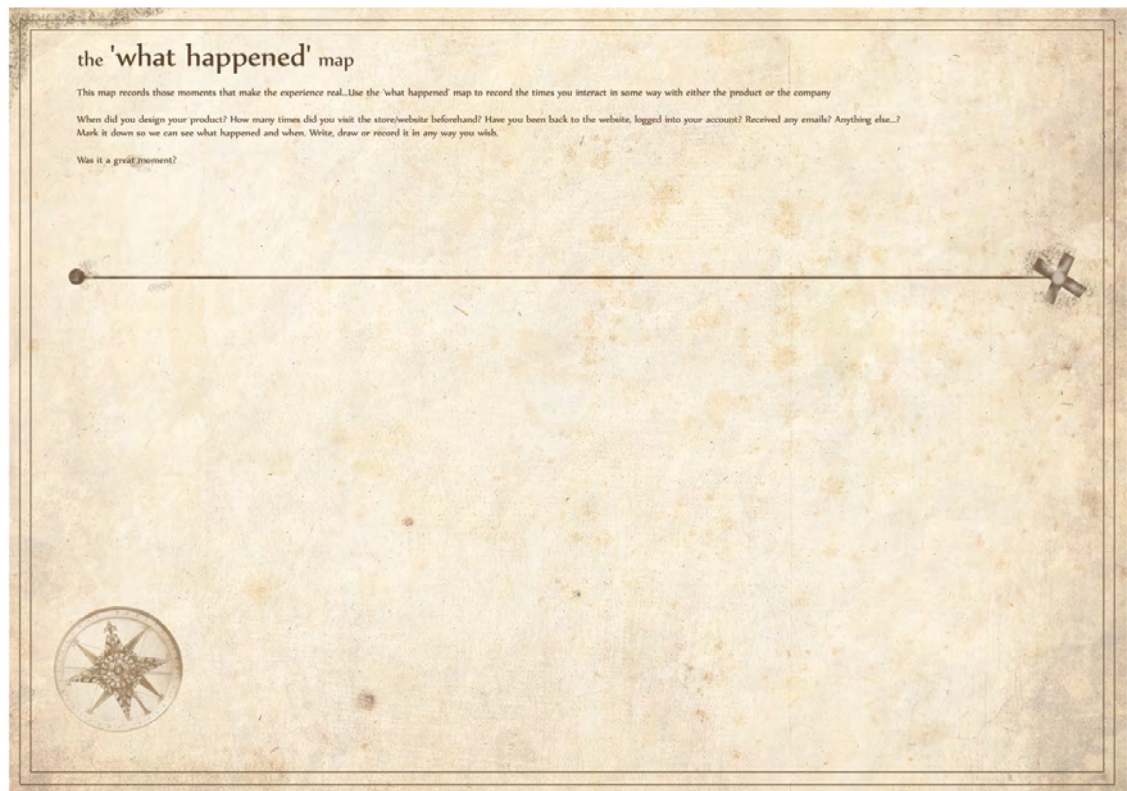 the 'what happened' map
This map records those moments that make the experience real...Use the 'what happened' map to record the times you interact in some way with either the product or the company
When did you design your product? How many times did you visit the store/website beforehand? Have you been back to the website, logged into your account? Received any emails? Anything else...?
Mark it down so we can see what happened and when. Write, draw or record it in any way you wish.
Was it a great moment?